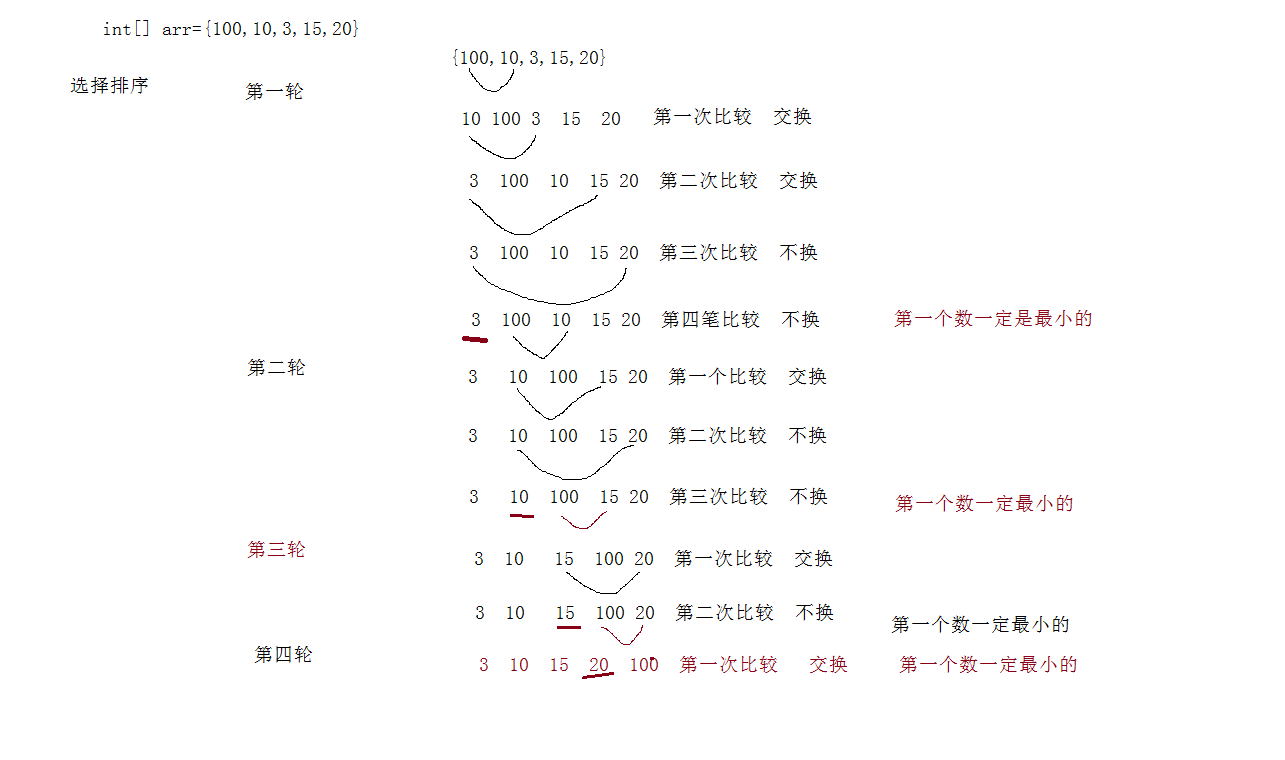 int[] arr={100,10,3,15,20}
{100,10,3,15,20}
选择排序 第一轮
10 100 3 15 20 第一次比较 交换
3 100 10 15 20 第二次比较 交换
3 100 10 15 20 第三次比较 不换
3 100 10 15 20 第四笔比较 不换 第一个数一定是最小的
第二轮
3 10 100 15 20 第一个比较 交换
3 10 100 15 20 第二次比较 不换
3 10 100 15 20 第三次比较 不换 第一个数一定最小的
第三轮
3 10 15 100 20 第一次比较 交换
3 10 15 100 20 第二次比较 不换 第一个数一定最小的
第四轮
3 10 15 20 100 第一次比较 交换 第一个数一定最小的